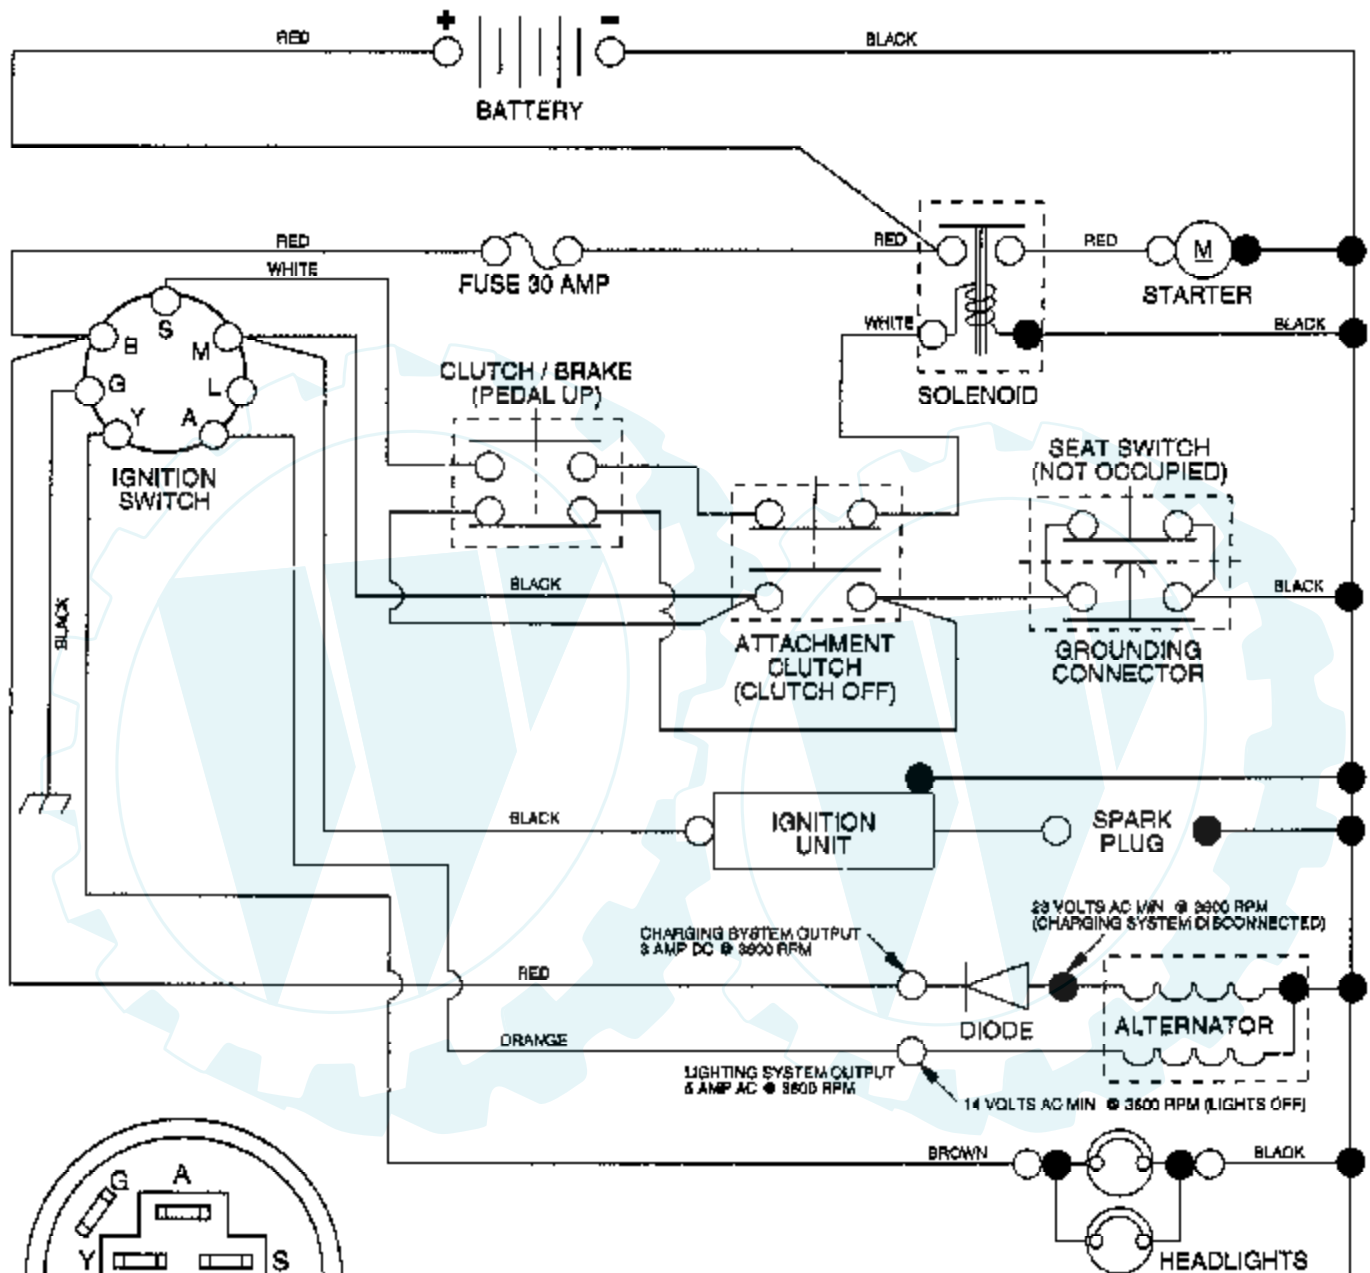 + −
RED
BLACK
BATTERY
RED
WHITE
FUSE 30 AMP
RED
RED
M
STARTER
S
B
M
G
L
Y
A
IGNITION
SWITCH
WHITE
BLACK
SOLENOID
CLUTCH / BRAKE
(PEDAL UP)
SEAT SWITCH
(NOT OCCUPIED)
BLACK
BLACK
BLACK
ATTACHMENT
CLUTCH
(CLUTCH OFF)
GROUNDING
CONNECTOR
BLACK
IGNITION
UNIT
SPARK
PLUG
CHARGING SYSTEM OUTPUT
3 AMP DC @ 3600 RPM
28 VOLTS AC MIN @ 3600 RPM
(CHARGING SYSTEM DISCONNECTED)
RED
DIODE
ALTERNATOR
ORANGE
LIGHTING SYSTEM OUTPUT
5 AMP AC @ 3600 RPM
14 VOLTS AC MIN @ 3600 RPM (LIGHTS OFF)
BROWN
BLACK
HEADLIGHTS
G
A
Y
S